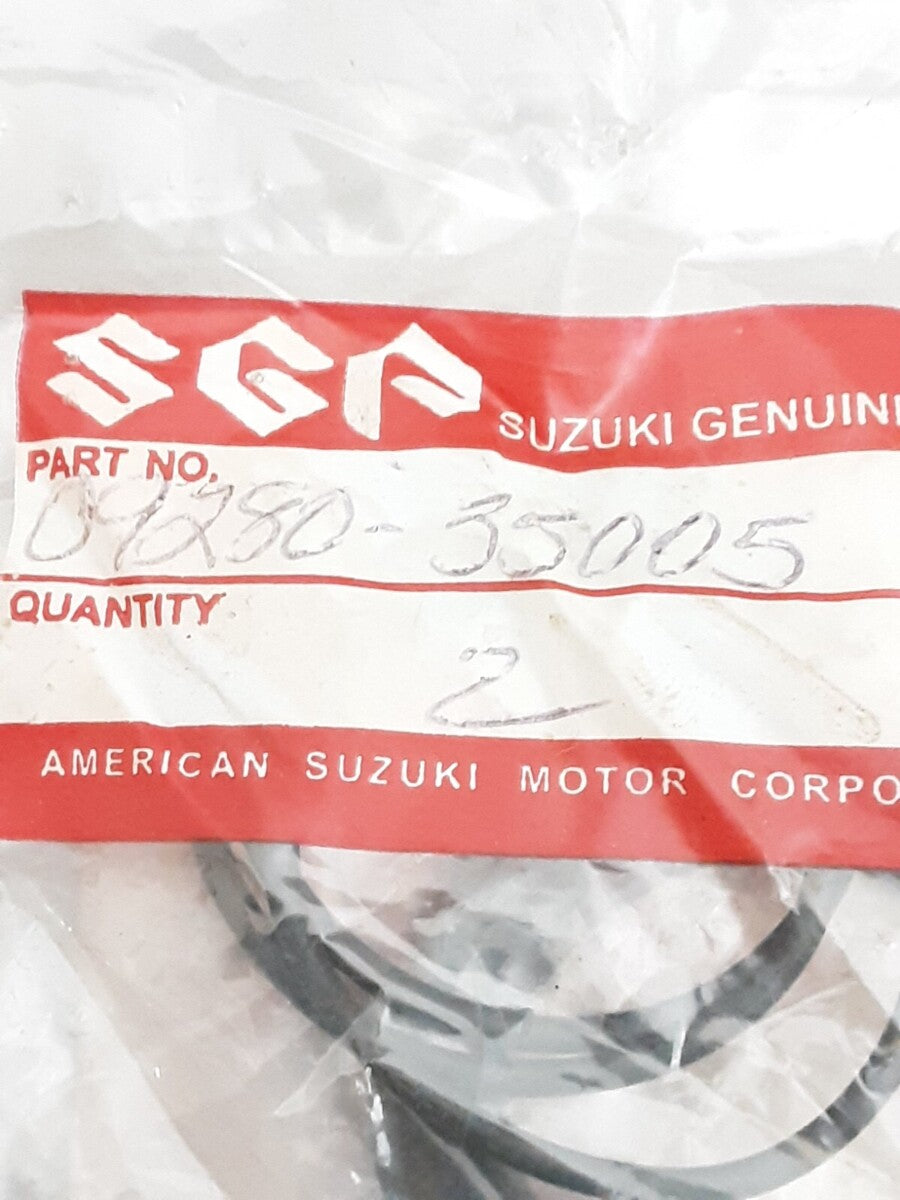 SGP
SUZUKI GENUIN
PART NO.
09280-35005
QUANTITY
2
AMERICAN SUZUKI MOTOR CORPO